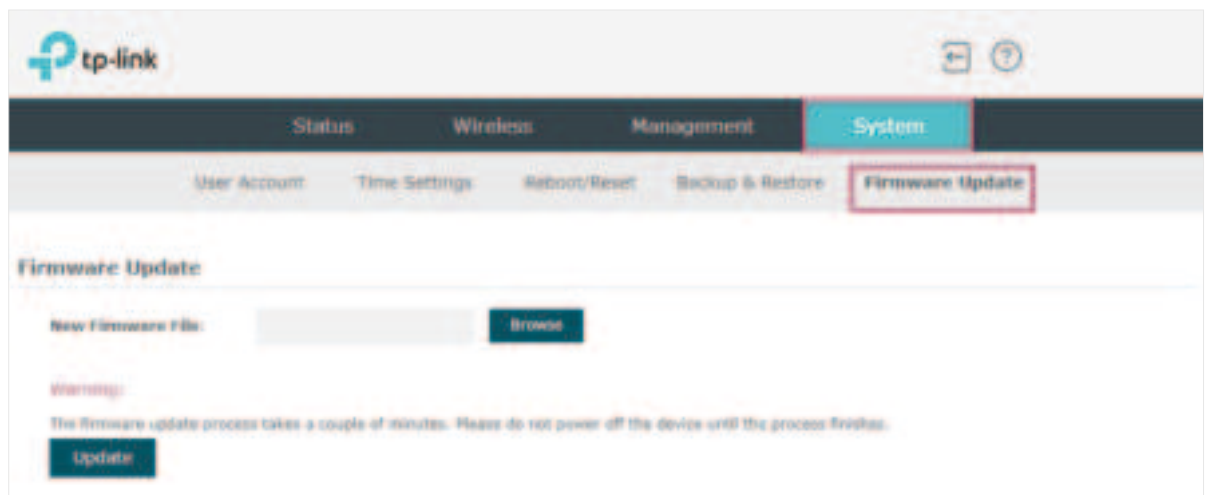 tp-link
Status Wireless Management System
User Account Time Settings Reboot/Reset Backup & Restore Firmware Update
Firmware Update
New Firmware File: Browse
Warning:
The firmware update process takes a couple of minutes. Please do not power off the device until the process finishes.
Update